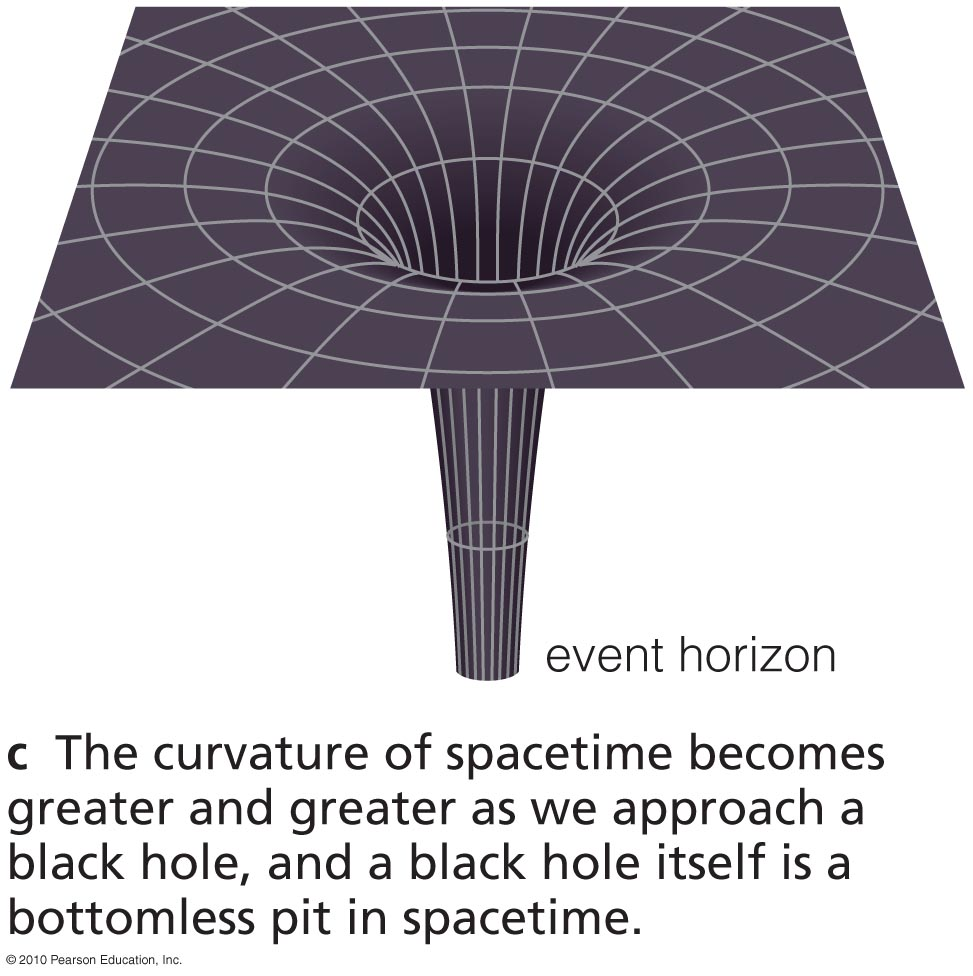 event horizon
c The curvature of spacetime becomes
greater and greater as we approach a
black hole, and a black hole itself is a
bottomless pit in spacetime.
© 2010 Pearson Education, Inc.